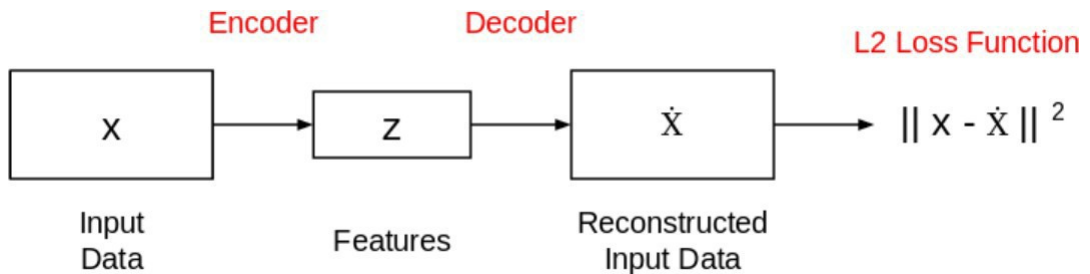 Encoder
Decoder
L2 Loss Function
x
z
Ẋ
|| x - Ẋ || ²
Input
Data
Features
Reconstructed
Input Data